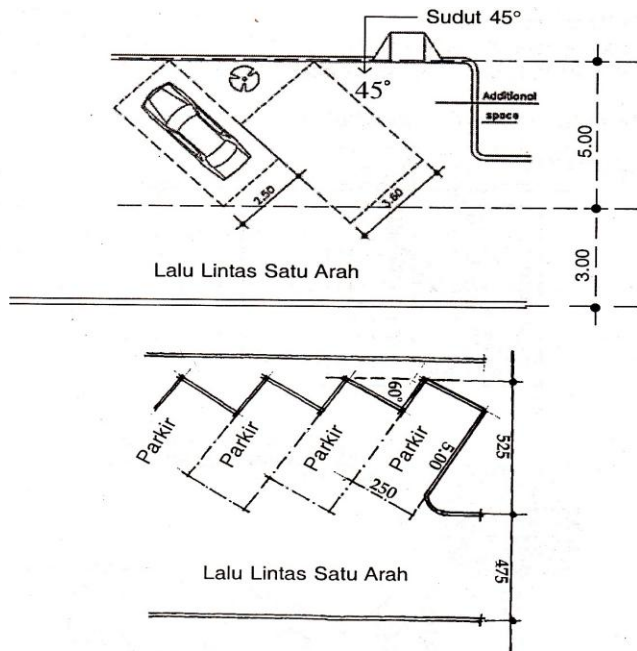 Sudut 45°
45°
Additional
space
5.00
2.50
3.60
Lalu Lintas Satu Arah
3.00
60°
Parkir
Parkir
Parkir
Parkir
5.00
250
525
Lalu Lintas Satu Arah
475